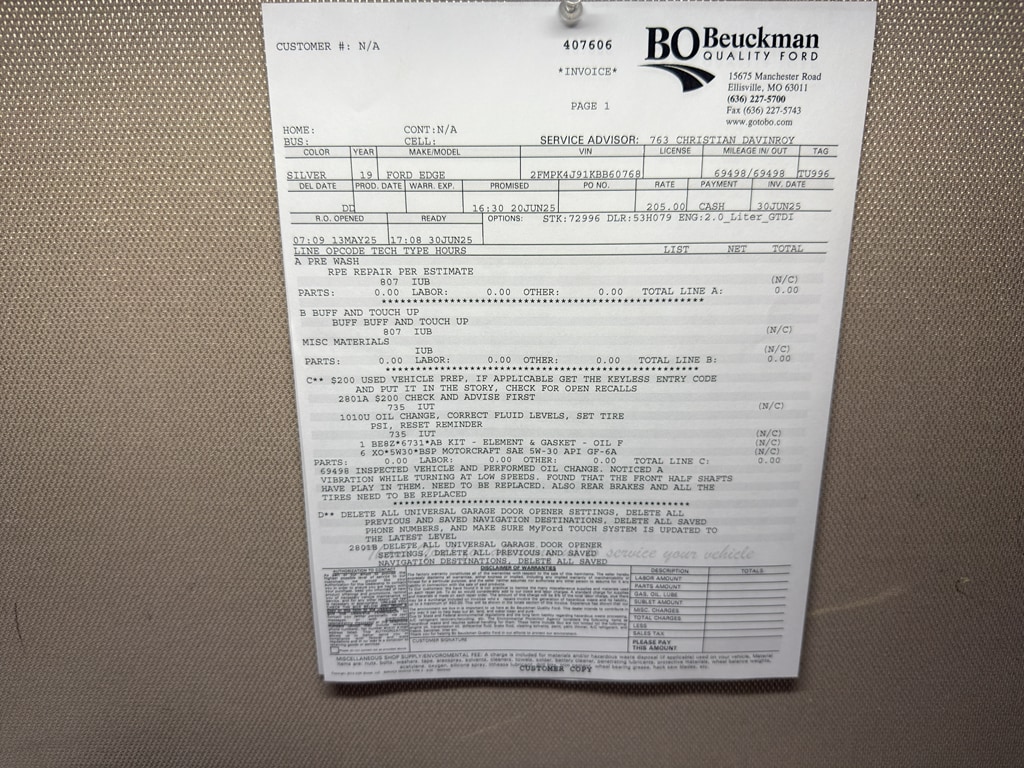 CUSTOMER #: N/A
407606
*INVOICE*
PAGE 1
BO Beuckman
QUALITY FORD
15675 Manchester Road
Ellisville, MO 63011
(636) 227-5700
Fax (636) 227-5743
www.gotobo.com
HOME: CONT:N/A
BUS: CELL: SERVICE ADVISOR: 763 CHRISTIAN DAVINROY
COLOR YEAR MAKE/MODEL VIN LICENSE MILEAGE IN/ OUT TAG
SILVER 19 FORD EDGE 2FMPK4J91KBB60768 69498/69498 TU996
DEL DATE PROD. DATE WARR. EXP. PROMISED PO NO. RATE PAYMENT INV. DATE
DD 16:30 20JUN25 205.00 CASH 30JUN25
R.O. OPENED READY OPTIONS: STK:72996 DLR:53H079 ENG:2.0_Liter_GTDI
07:09 13MAY25 17:08 30JUN25
LINE OPCODE TECH TYPE HOURS LIST NET TOTAL
A PRE WASH
RPE REPAIR PER ESTIMATE
807 IUB (N/C)
PARTS: 0.00 LABOR: 0.00 OTHER: 0.00 TOTAL LINE A: 0.00
****************************************************
B BUFF AND TOUCH UP
BUFF BUFF AND TOUCH UP
807 IUB (N/C)
MISC MATERIALS
IUB (N/C)
PARTS: 0.00 LABOR: 0.00 OTHER: 0.00 TOTAL LINE B: 0.00
****************************************************
C** $200 USED VEHICLE PREP, IF APPLICABLE GET THE KEYLESS ENTRY CODE
AND PUT IT IN THE STORY, CHECK FOR OPEN RECALLS
2801A $200 CHECK AND ADVISE FIRST
735 IUT (N/C)
1010U OIL CHANGE, CORRECT FLUID LEVELS, SET TIRE
PSI, RESET REMINDER
735 IUT (N/C)
1 BE8Z*6731*AB KIT - ELEMENT & GASKET - OIL F (N/C)
6 XO*5W30*BSP MOTORCRAFT SAE 5W-30 API GF-6A (N/C)
PARTS: 0.00 LABOR: 0.00 OTHER: 0.00 TOTAL LINE C: 0.00
69498 INSPECTED VEHICLE AND PERFORMED OIL CHANGE. NOTICED A
VIBRATION WHILE TURNING AT LOW SPEEDS. FOUND THAT THE FRONT HALF SHAFTS
HAVE PLAY IN THEM. NEED TO BE REPLACED. ALSO REAR BRAKES AND ALL THE
TIRES NEED TO BE REPLACED
****************************************************
D** DELETE ALL UNIVERSAL GARAGE DOOR OPENER SETTINGS, DELETE ALL
PREVIOUS AND SAVED NAVIGATION DESTINATIONS, DELETE ALL SAVED
PHONE NUMBERS, AND MAKE SURE MyFord TOUCH SYSTEM IS UPDATED TO
THE LATEST LEVEL
2801B DELETE ALL UNIVERSAL GARAGE DOOR OPENER
SETTINGS, DELETE ALL PREVIOUS AND SAVED service your vehicle
NAVIGATION DESTINATIONS, DELETE ALL SAVED
DISCLAIMER OF WARRANTIES
DESCRIPTION TOTALS
LABOR AMOUNT
PARTS AMOUNT
GAS, OIL, LUBE
SUBLET AMOUNT
MISC. CHARGES
TOTAL CHARGES
LESS
SALES TAX
PLEASE PAY
THIS AMOUNT
CUSTOMER SIGNATURE
CUSTOMER COPY